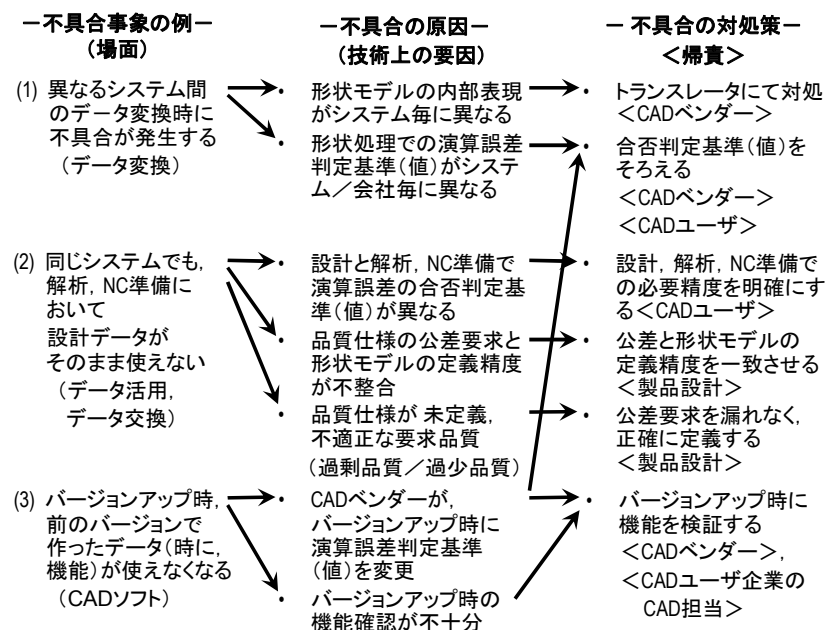 －不具合事象の例－
（場面）
(1) 異なるシステム間
のデータ変換時に
不具合が発生する
（データ変換）
(2) 同じシステムでも,
解析, NC準備に
おいて
設計データが
そのまま使えない
（データ活用,
データ交換）
(3) バージョンアップ時,
前のバージョンで
作ったデータ（時に,
機能）が使えなくなる
（CADソフト）
－不具合の原因－
（技術上の要因）
・ 形状モデルの内部表現
がシステム毎に異なる
・ 形状処理での演算誤差
判定基準（値）がシステ
ム／会社毎に異なる
・ 設計と解析, NC準備で
演算誤差の合否判定基
準（値）が異なる
・ 品質仕様の公差要求と
形状モデルの定義精度
が不整合
・ 品質仕様が 未定義,
不適正な要求品質
（過剰品質／過少品質）
・ CADベンダーが,
バージョンアップ時に
演算誤差判定基準
（値）を変更
・ バージョンアップ時の
機能確認が不十分
－ 不具合の対処策－
＜帰責＞
・ トランスレータにて対処
＜CADベンダー＞
・ 合否判定基準（値）を
そろえる
＜CADベンダー＞
＜CADユーザ＞
・ 設計, 解析, NC準備で
の必要精度を明確にす
る＜CADユーザ＞
・ 公差と形状モデルの
定義精度を一致させる
＜製品設計＞
・ 公差要求を漏れなく,
正確に定義する
＜製品設計＞
・ バージョンアップ時に
機能を検証する
＜CADベンダー＞,
＜CADユーザ企業の
CAD担当＞